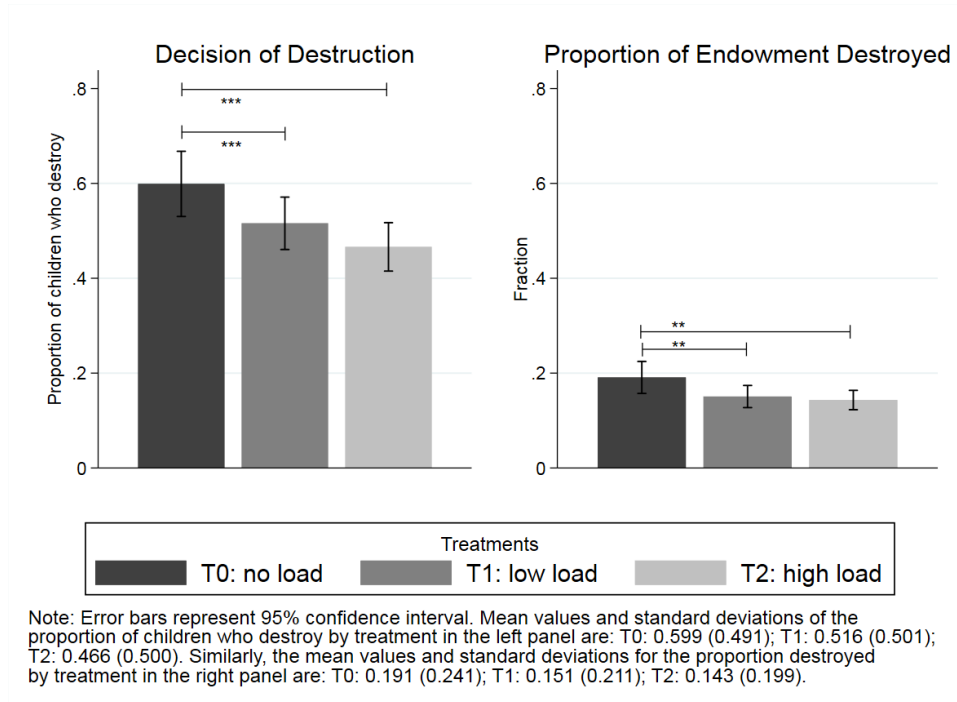 Decision of Destruction
Proportion of children who destroy
.8
.6
.4
.2
0
***
***
Proportion of Endowment Destroyed
Fraction
.8
.6
.4
.2
0
**
**
Treatments
T0: no load T1: low load T2: high load
Note: Error bars represent 95% confidence interval. Mean values and standard deviations of the
proportion of children who destroy by treatment in the left panel are: T0: 0.599 (0.491); T1: 0.516 (0.501);
T2: 0.466 (0.500). Similarly, the mean values and standard deviations for the proportion destroyed
by treatment in the right panel are: T0: 0.191 (0.241); T1: 0.151 (0.211); T2: 0.143 (0.199).